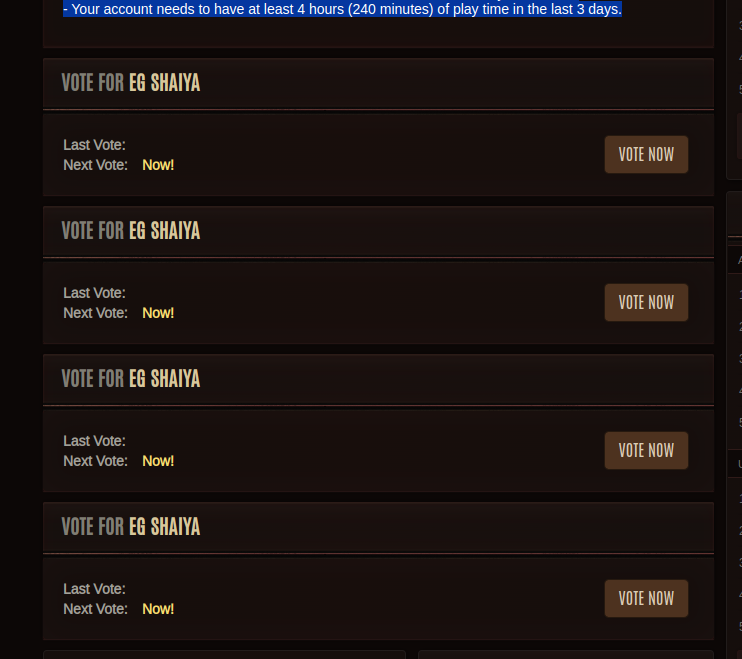 - Your account needs to have at least 4 hours (240 minutes) of play time in the last 3 days.
VOTE FOR EG SHAIYA
Last Vote:
Next Vote: Now!
VOTE NOW
VOTE FOR EG SHAIYA
Last Vote:
Next Vote: Now!
VOTE NOW
VOTE FOR EG SHAIYA
Last Vote:
Next Vote: Now!
VOTE NOW
VOTE FOR EG SHAIYA
Last Vote:
Next Vote: Now!
VOTE NOW